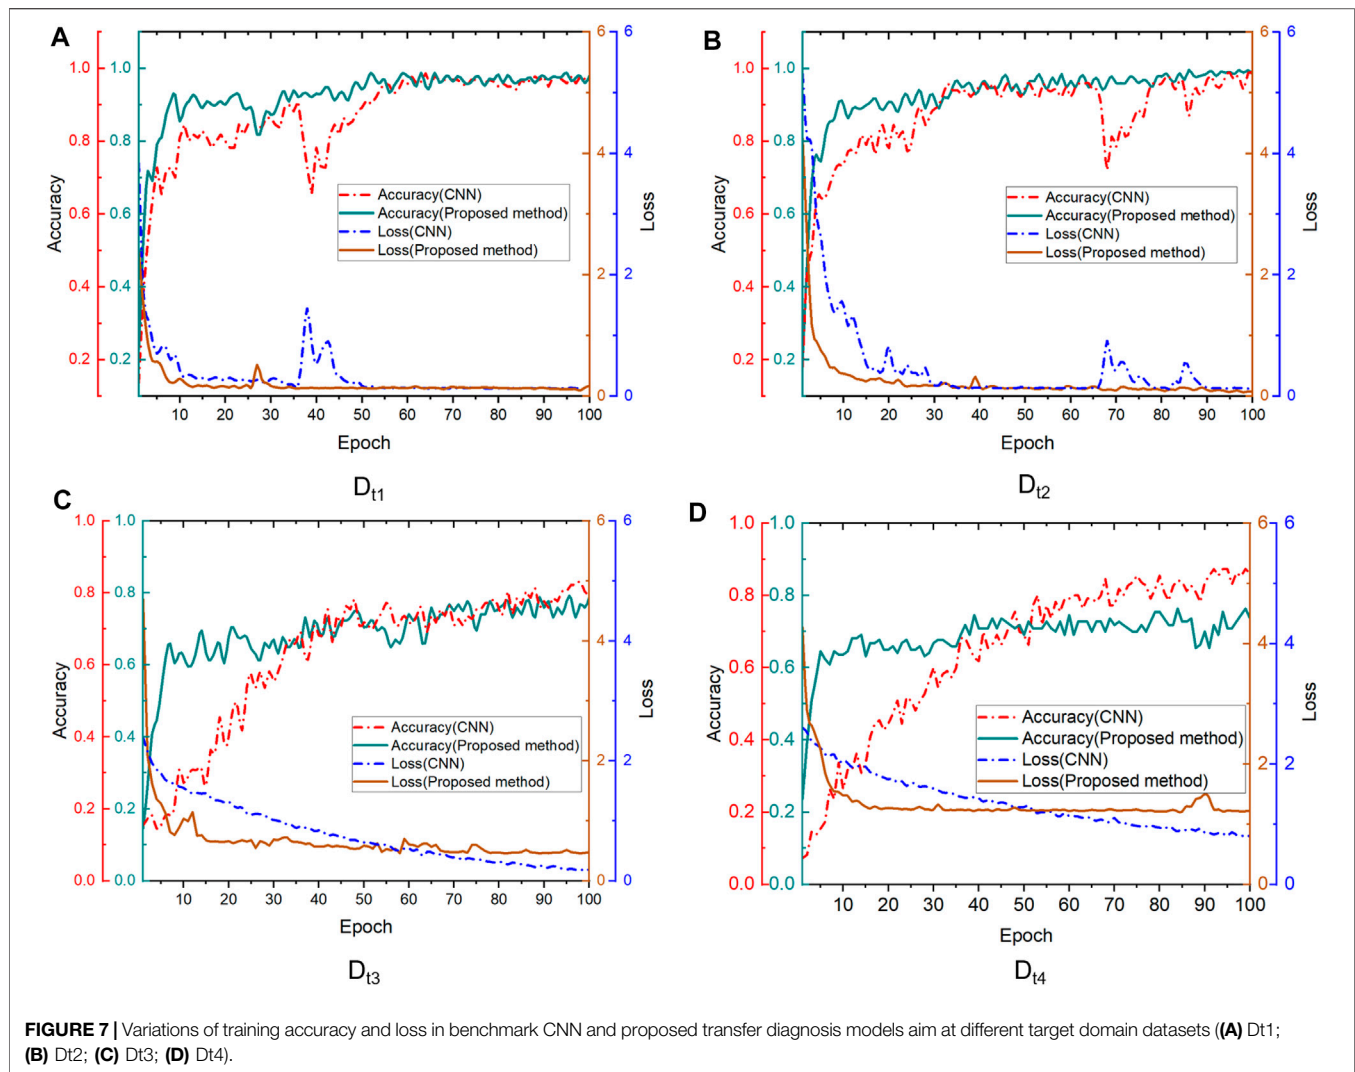 A
Accuracy
1.0
0.8
0.6
0.4
0.2
1.0
0.8
0.6
0.4
0.2
Accuracy(CNN)
Accuracy(Proposed method)
Loss(CNN)
Loss(Proposed method)
6
4
2
0
6
4
2
0
Loss
10 20 30 40 50 60 70 80 90 100
Epoch
Dt1
B
Accuracy
1.0
0.8
0.6
0.4
0.2
1.0
0.8
0.6
0.4
0.2
Accuracy(CNN)
Accuracy(Proposed method)
Loss(CNN)
Loss(Proposed method)
6
4
2
0
6
4
2
0
Loss
10 20 30 40 50 60 70 80 90 100
Epoch
Dt2
C
Accuracy
1.0
0.8
0.6
0.4
0.2
0.0
1.0
0.8
0.6
0.4
0.2
0.0
Accuracy(CNN)
Accuracy(Proposed method)
Loss(CNN)
Loss(Proposed method)
6
4
2
0
6
4
2
0
Loss
10 20 30 40 50 60 70 80 90 100
Epoch
Dt3
D
Accuracy
1.0
0.8
0.6
0.4
0.2
0.0
1.0
0.8
0.6
0.4
0.2
0.0
Accuracy(CNN)
Accuracy(Proposed method)
Loss(CNN)
Loss(Proposed method)
6
4
2
0
6
4
2
0
Loss
10 20 30 40 50 60 70 80 90 100
Epoch
Dt4
FIGURE 7 | Variations of training accuracy and loss in benchmark CNN and proposed transfer diagnosis models aim at different target domain datasets ((A) Dt1;
(B) Dt2; (C) Dt3; (D) Dt4).